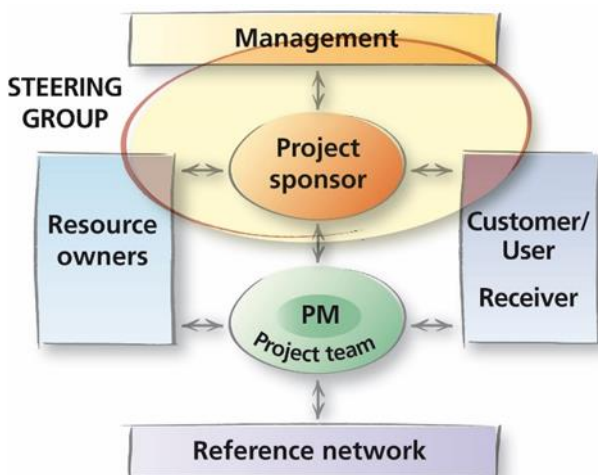 Management
STEERING
GROUP
Project
sponsor
Resource
owners
Customer/
User
Receiver
PM
Project team
Reference network